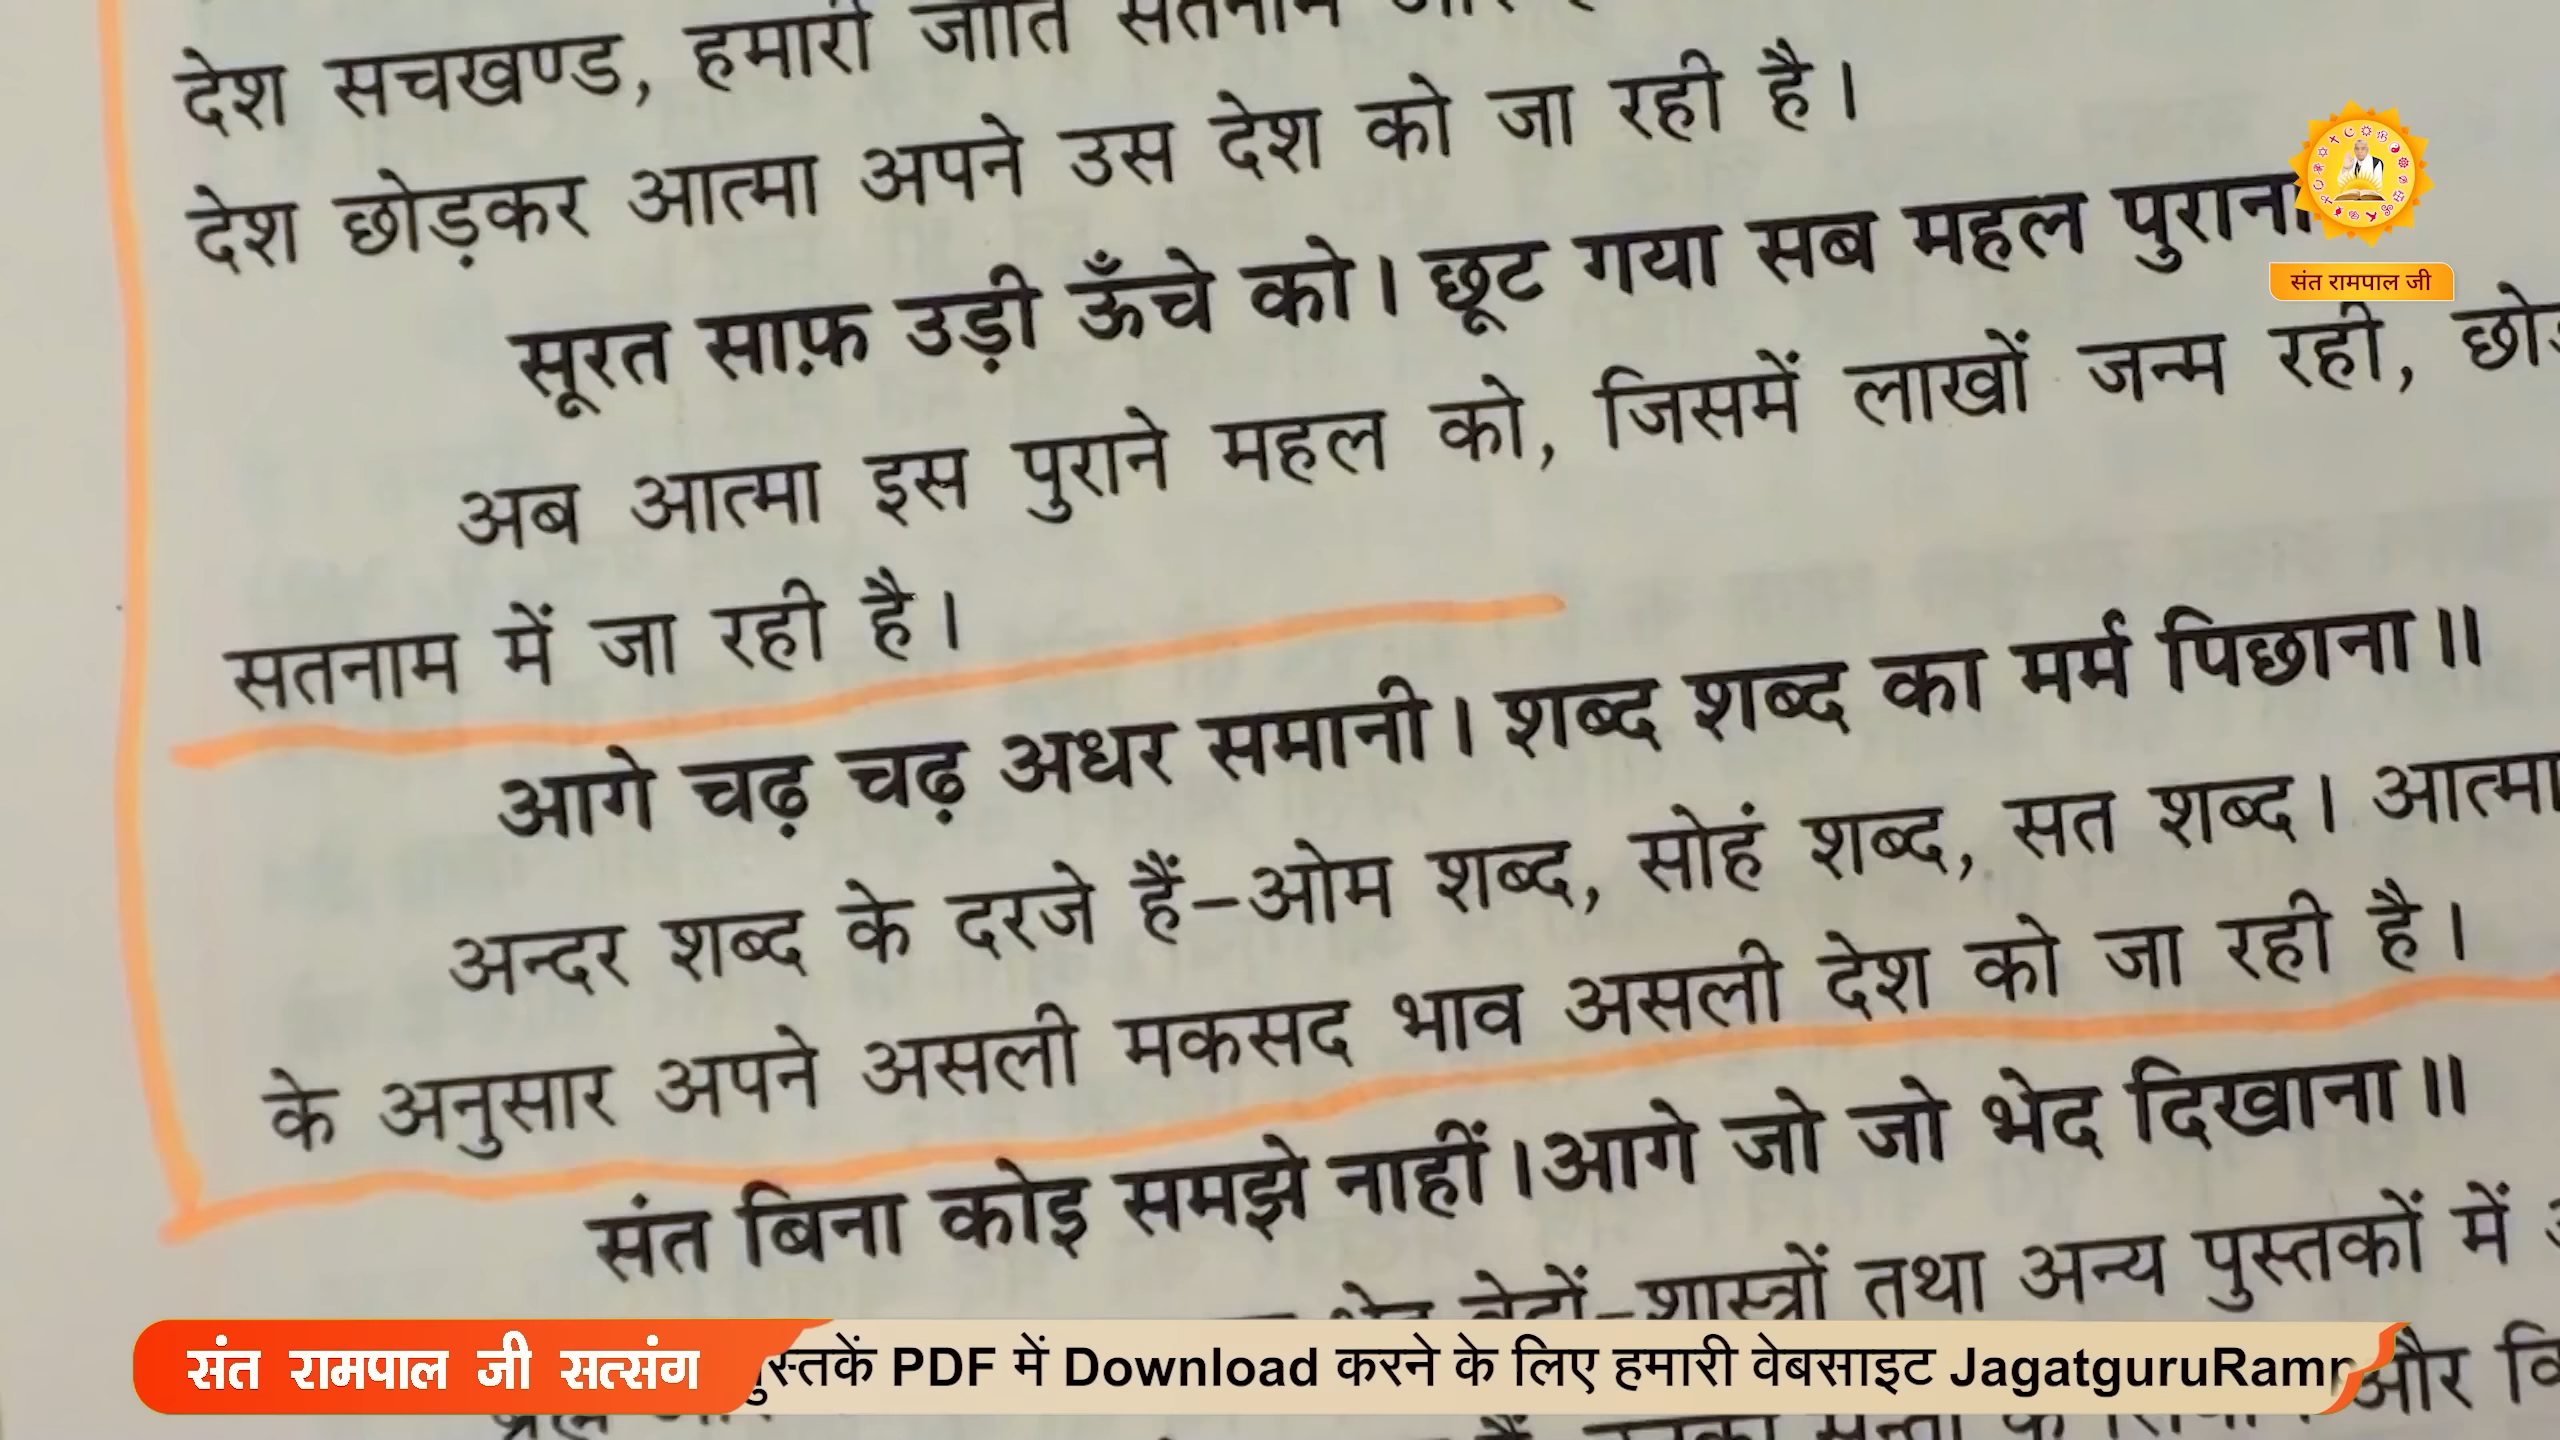 देश सचखण्ड, हमारी जाति सतनाम
देश छोड़कर आत्मा अपने उस देश को जा रही है।
सूरत साफ़ उड़ी ऊँचे को। छूट गया सब महल पुराना
अब आत्मा इस पुराने महल को, जिसमें लाखों जन्म रही,
सतनाम में जा रही है।
आगे चढ़ चढ़ अधर समानी। शब्द शब्द का मर्म पिछाना॥
अन्दर शब्द के दरजे हैं-ओम शब्द, सोहं शब्द, सत शब्द। आत्मा
के अनुसार अपने असली मकसद भाव असली देश को जा रही है।
संत बिना कोइ समझे नाहीं। आगे जो जो भेद दिखाना॥
वेदों-शास्त्रों तथा अन्य पुस्तकों में
और
संत रामपाल जी
संत रामपाल जी सत्संग
PDF में Download करने के लिए हमारी वेबसाइट